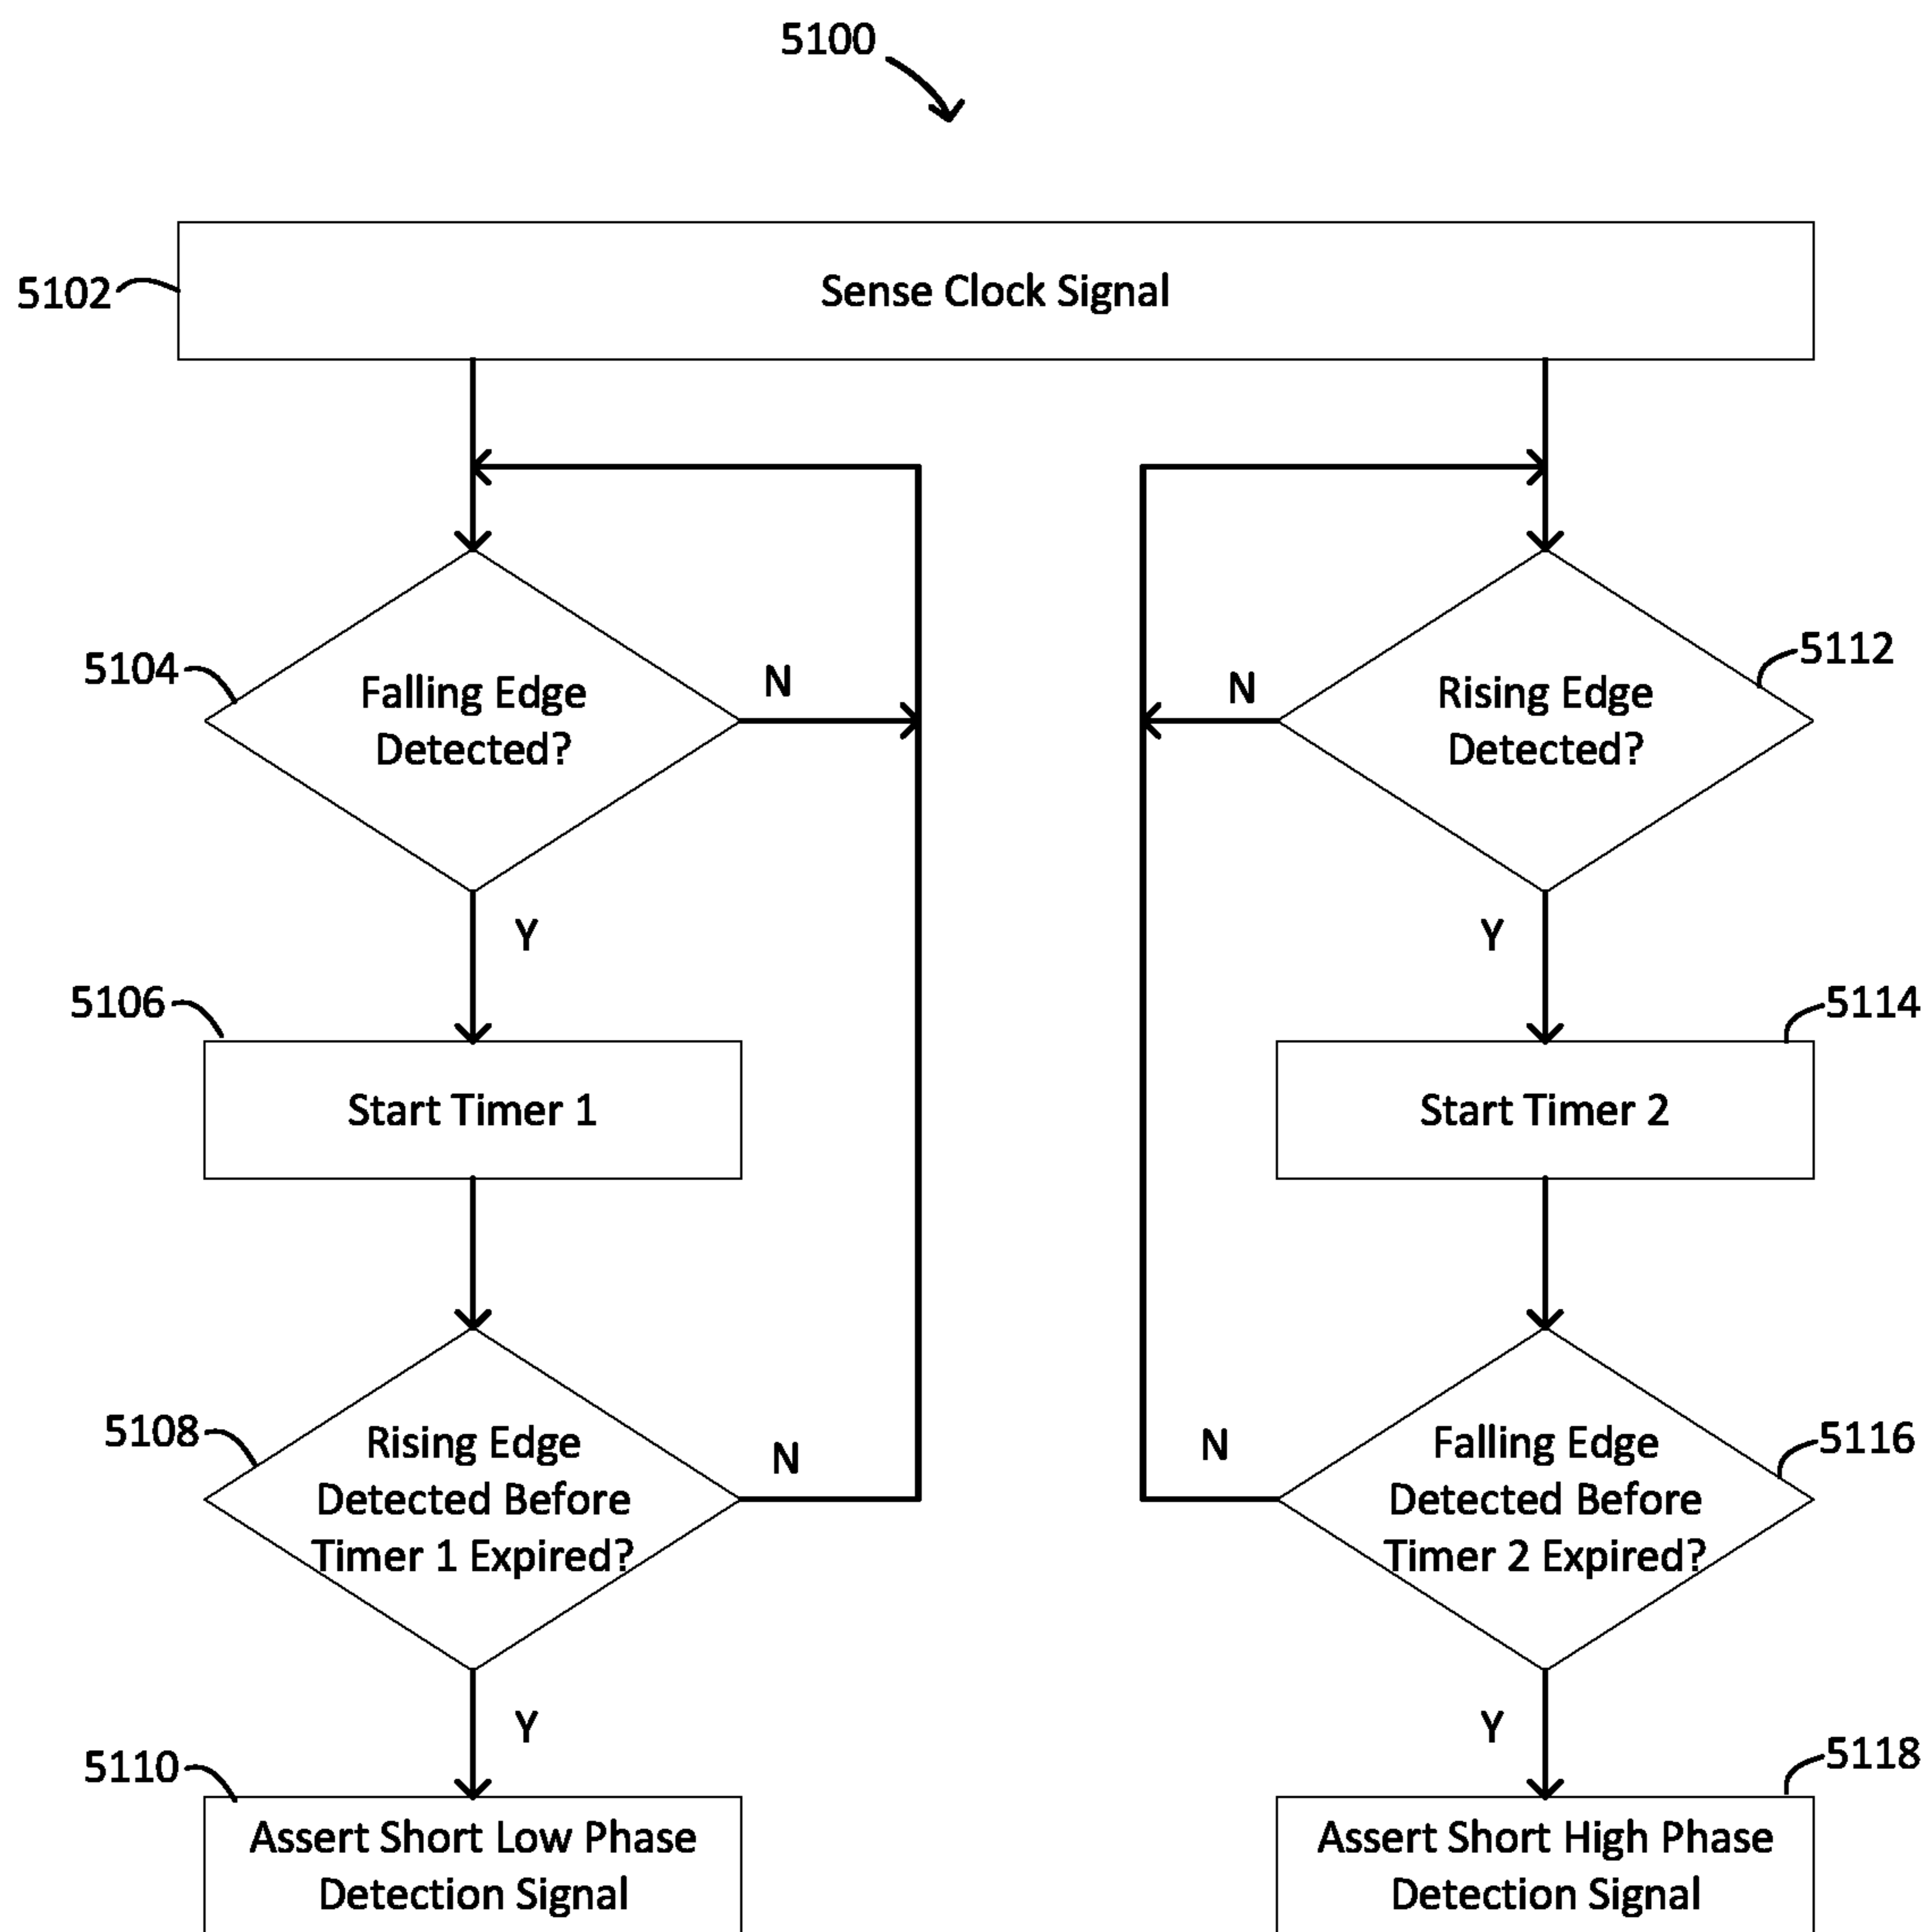 5100
5102
Sense Clock Signal
5104
Falling Edge
Detected?
N
Y
5106
Start Timer 1
5108
Rising Edge
Detected Before
Timer 1 Expired?
N
Y
5110
Assert Short Low Phase
Detection Signal
5112
Rising Edge
Detected?
N
Y
5114
Start Timer 2
5116
Falling Edge
Detected Before
Timer 2 Expired?
N
Y
5118
Assert Short High Phase
Detection Signal